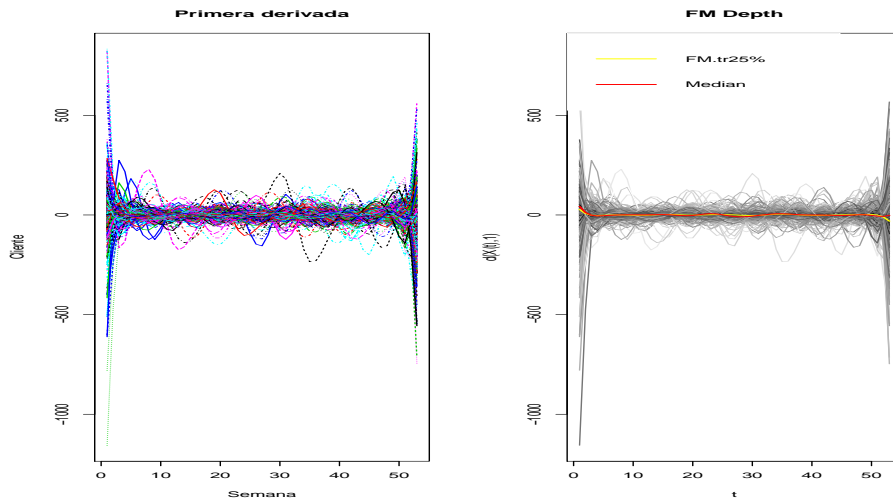 Primera derivada
Cliente
500
0
-500
-1000
0 10 20 30 40 50
Semana
FM Depth
FM.tr25%
Median
d(X(t),1)
500
0
-500
-1000
0 10 20 30 40 50
t